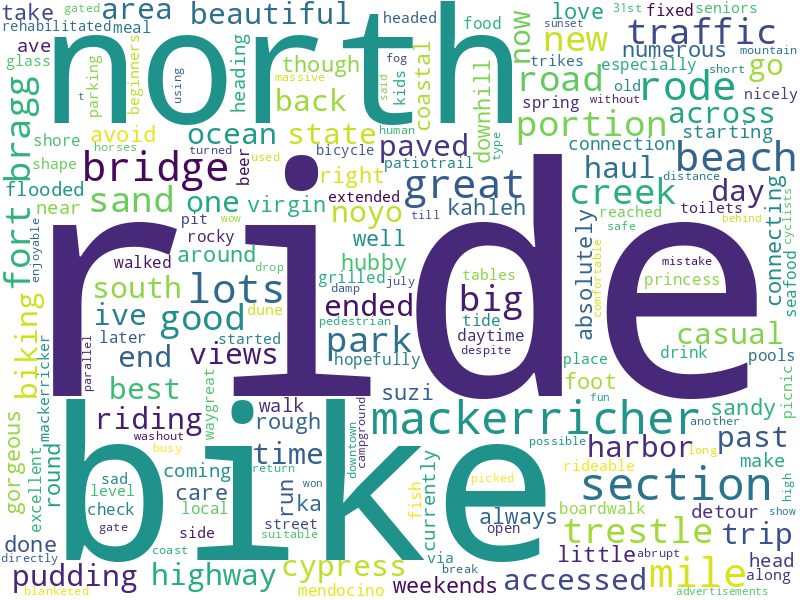 take
gated
area
beautiful
headed
food
sunset
love
31st
fixed
seniors
rehabilitated
meal
north
now
trikes
new
numerous
traffic
mountain
ave
glass
parking
beginners
using
massive
heading
though
fog
said
kids
coastal
downhill
especially
short
go
road
rode
old
without
nicely
back
t
fort bragg
shore
shape
horses
avoid
ocean
state
human
paved
type
spring
portion
across
starting
connection
bridge
turned
used
beer
bicycle
patiotrail
right
extended
great
haul
creek
beach
distance
day
toilets
flooded
near
sand
one
virgin
noyo
till
kahleh
reached
safe
cyclists
behind
connecting
seafood
enjoyable
pit
wow
rocky
around
walked
well
hubby
absolutely
comfortable
ride
biking
south
drop
lots
grilled
july
damp
ended
big
tables
tide
daytime
despite
mistake
princess
ive
good
dune
later
started
pedestrian
park
hopefully
place
drink
casual
pools
picnic
parallel
end
views
best
suzi
foot
fun
gorgeous
mackerricker
excellent
round
riding
waygreat
walk
rough
washout
campground
downtown
mackerricher
sandy
another
busy
time
harbor
past
possible
long
make
sad
level
check
coming
care
local
return
won
run
ka
bike
fish
currently
picked
rideable
section
high
show
gate
side
street
suitable
always
open
boardwalk
detour
trip
done
directly
coast
via
break
trestle
little
abrupt
head
along
pudding
highway
cypress
mendocino
weekends
accessed
mile
blanketed
advertisements